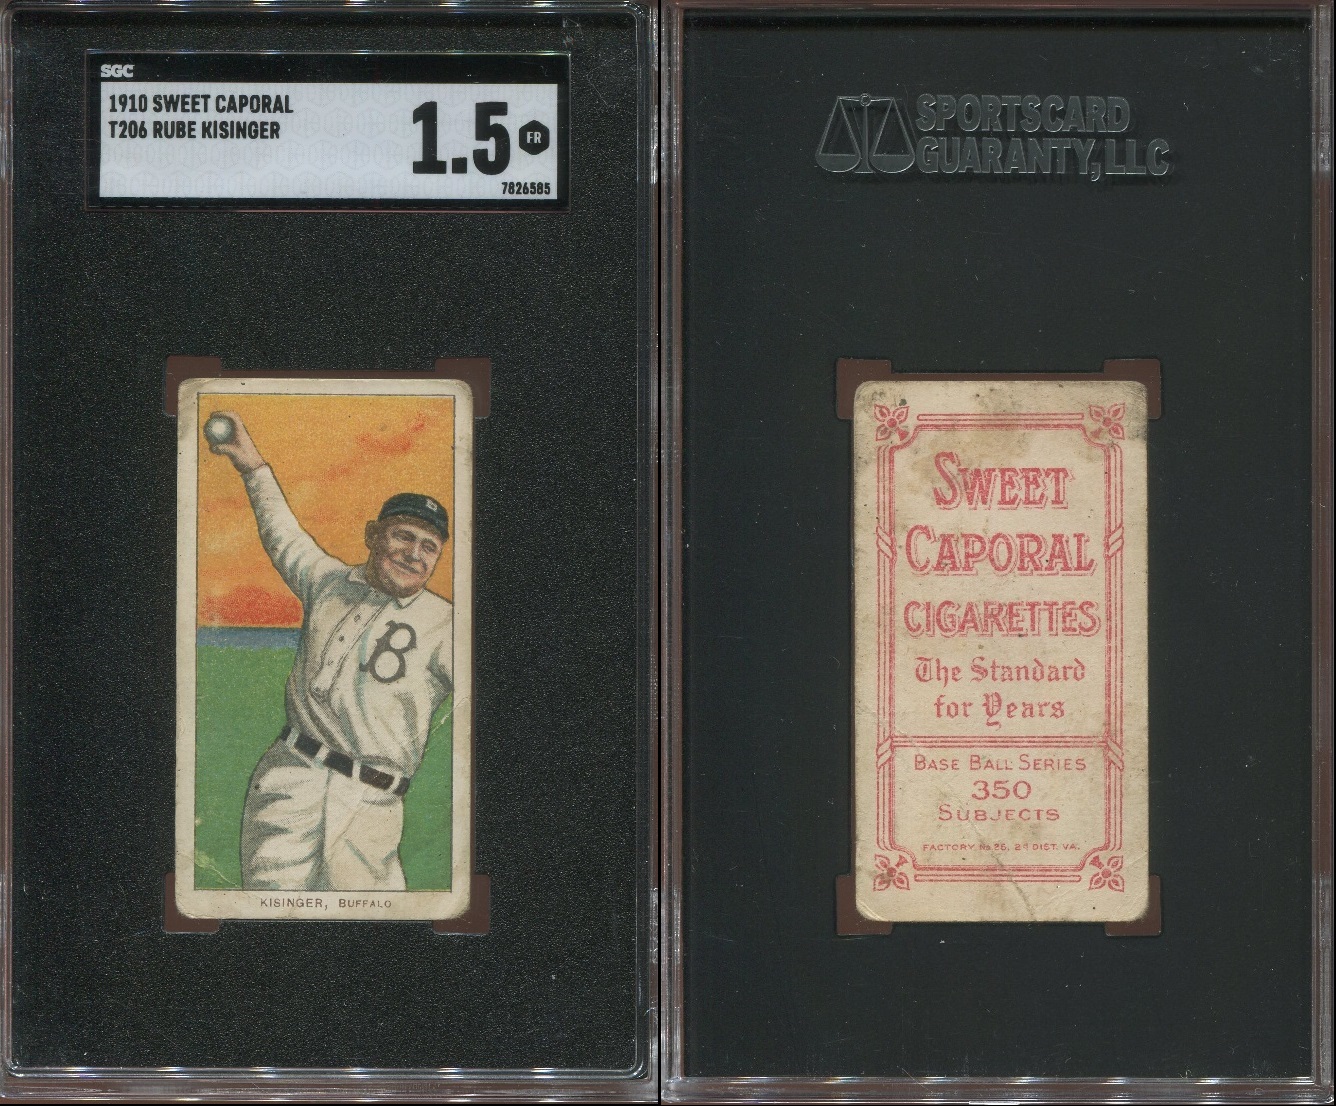 SGC
1910 SWEET CAPORAL
T206 RUBE KISINGER
1.5
FR
7826585
B
KISINGER, BUFFALO
SPORTSCARD
GUARANTY, LLC
SWEET
CAPORAL
CIGARETTES
The Standard
for Years
BASE BALL SERIES
350
SUBJECTS
FACTORY No 25, 2D DIST. VA.